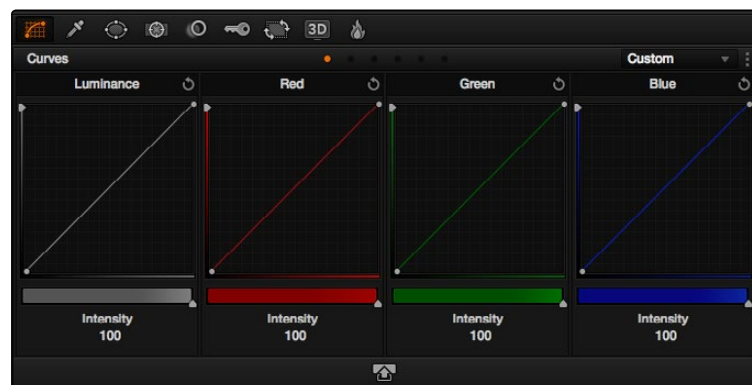 3D
Curves
Custom
Luminance
Red
Green
Blue
Intensity
100
Intensity
100
Intensity
100
Intensity
100